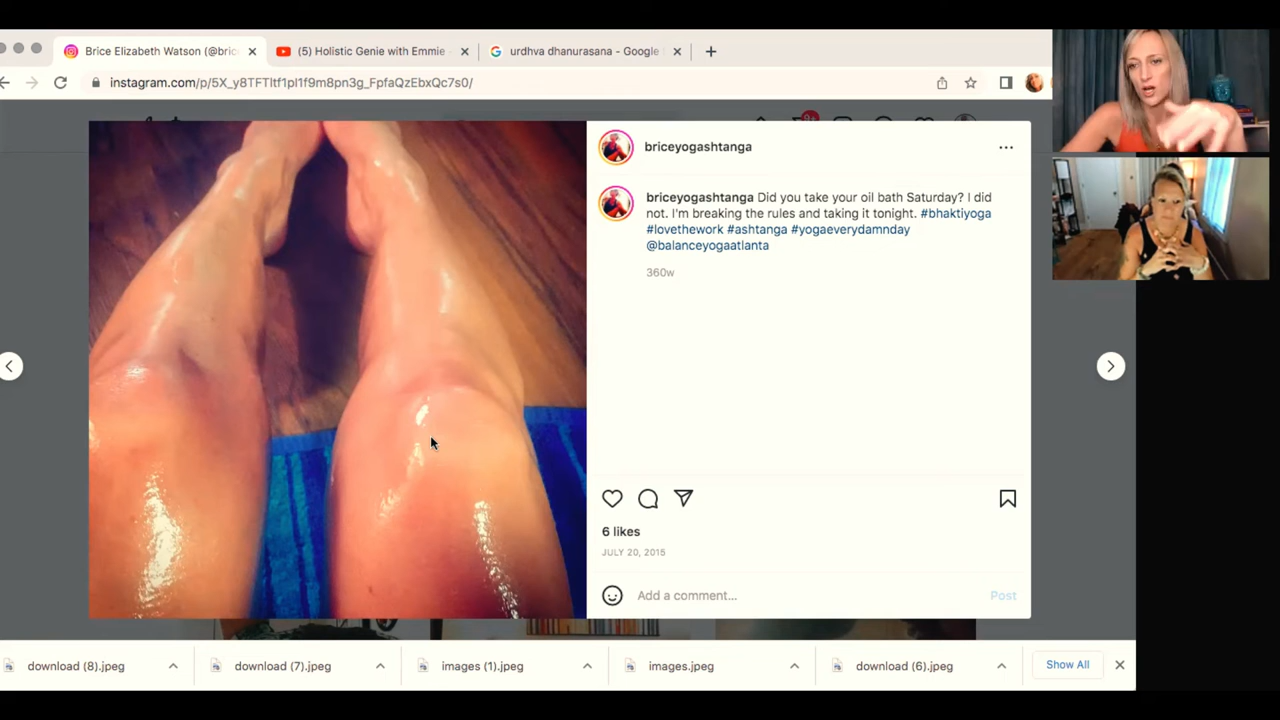 Brice Elizabeth Watson (@bric
(5) Holistic Genie with Emmie -
urdhva dhanurasana - Google
instagram.com/p/5X_y8TFTltf1pl1f9m8pn3g_FpfaQzEbxQc7s0/
9+
briceyogashtanga
briceyogashtanga Did you take your oil bath Saturday? I did
not. I'm breaking the rules and taking it tonight. #bhaktiyoga
#lovethework #ashtanga #yogaeverydamnday
@balanceyogaatlanta
360w
6 likes
JULY 20, 2015
Add a comment...
Post
download (8).jpeg
download (7).jpeg
images (1).jpeg
images.jpeg
download (6).jpeg
Show All